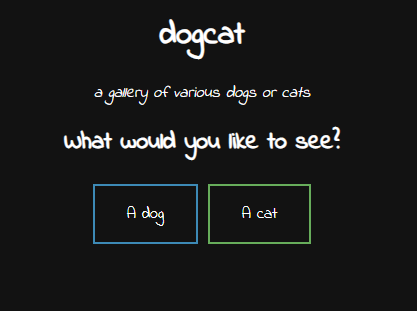 dogcat
a gallery of various dogs or cats
what would you like to see?
A dog
A cat